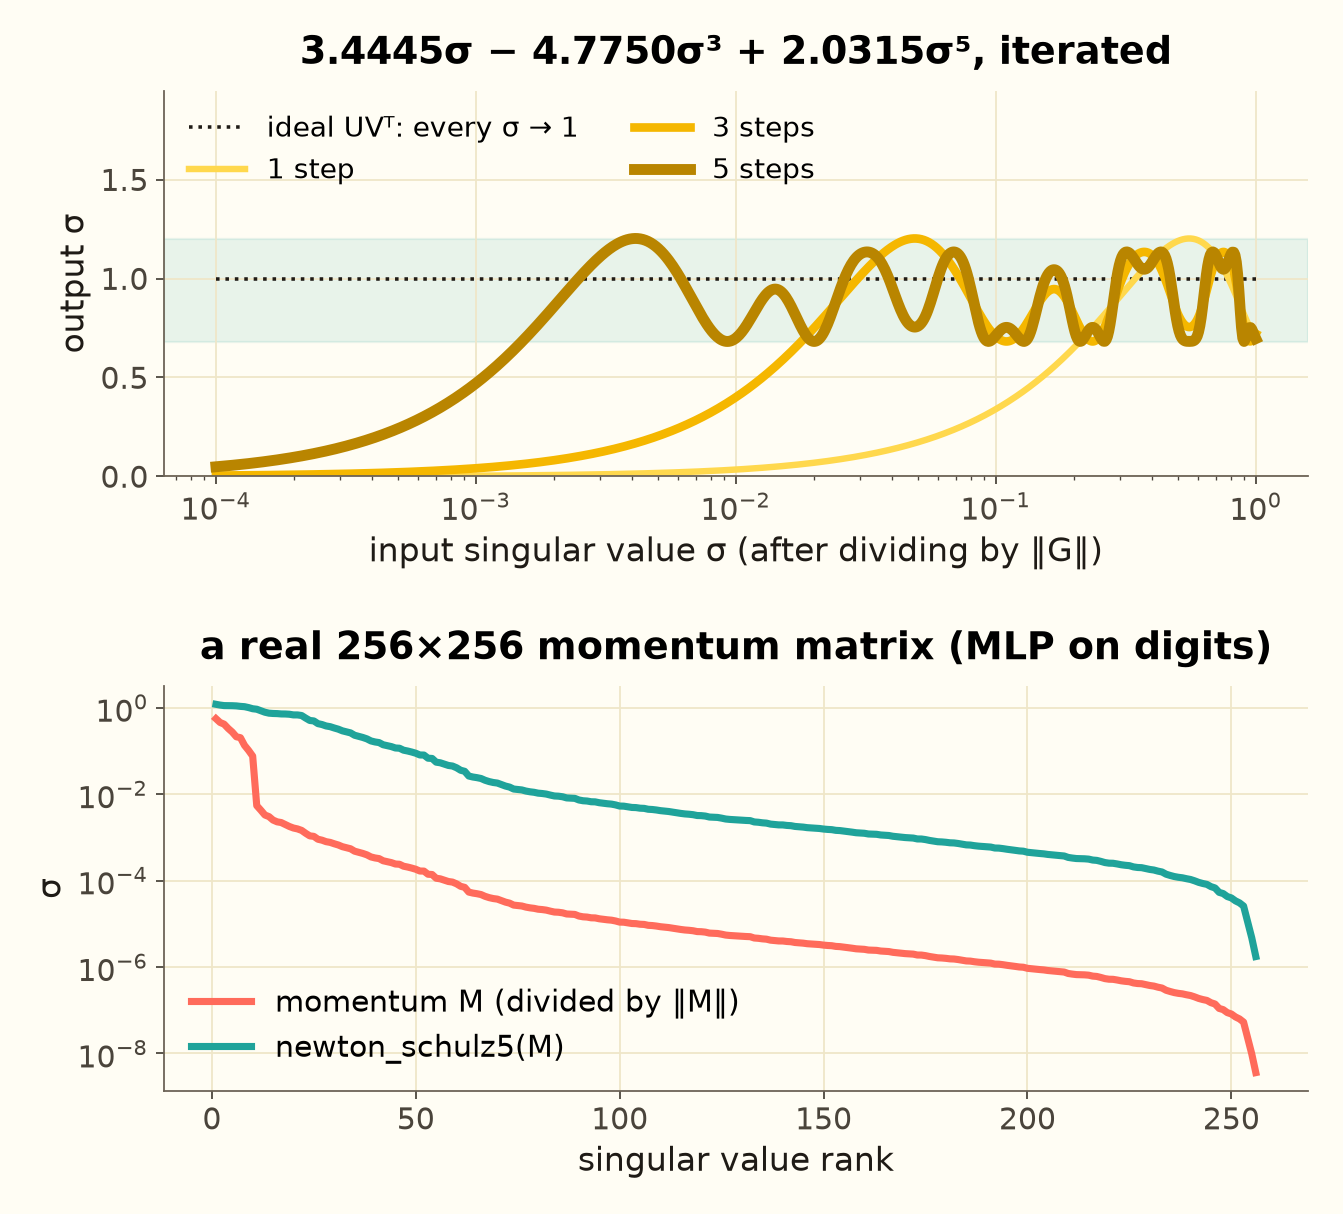 3.4445σ − 4.7750σ³ + 2.0315σ⁵, iterated
ideal UVᵀ: every σ → 1
1 step
3 steps
5 steps
output σ
1.5
1.0
0.5
0.0
10⁻⁴ 10⁻³ 10⁻² 10⁻¹ 10⁰
input singular value σ (after dividing by ‖G‖)
a real 256×256 momentum matrix (MLP on digits)
σ
10⁰
10⁻²
10⁻⁴
10⁻⁶
10⁻⁸
momentum M (divided by ‖M‖)
newton_schulz5(M)
0 50 100 150 200 250
singular value rank